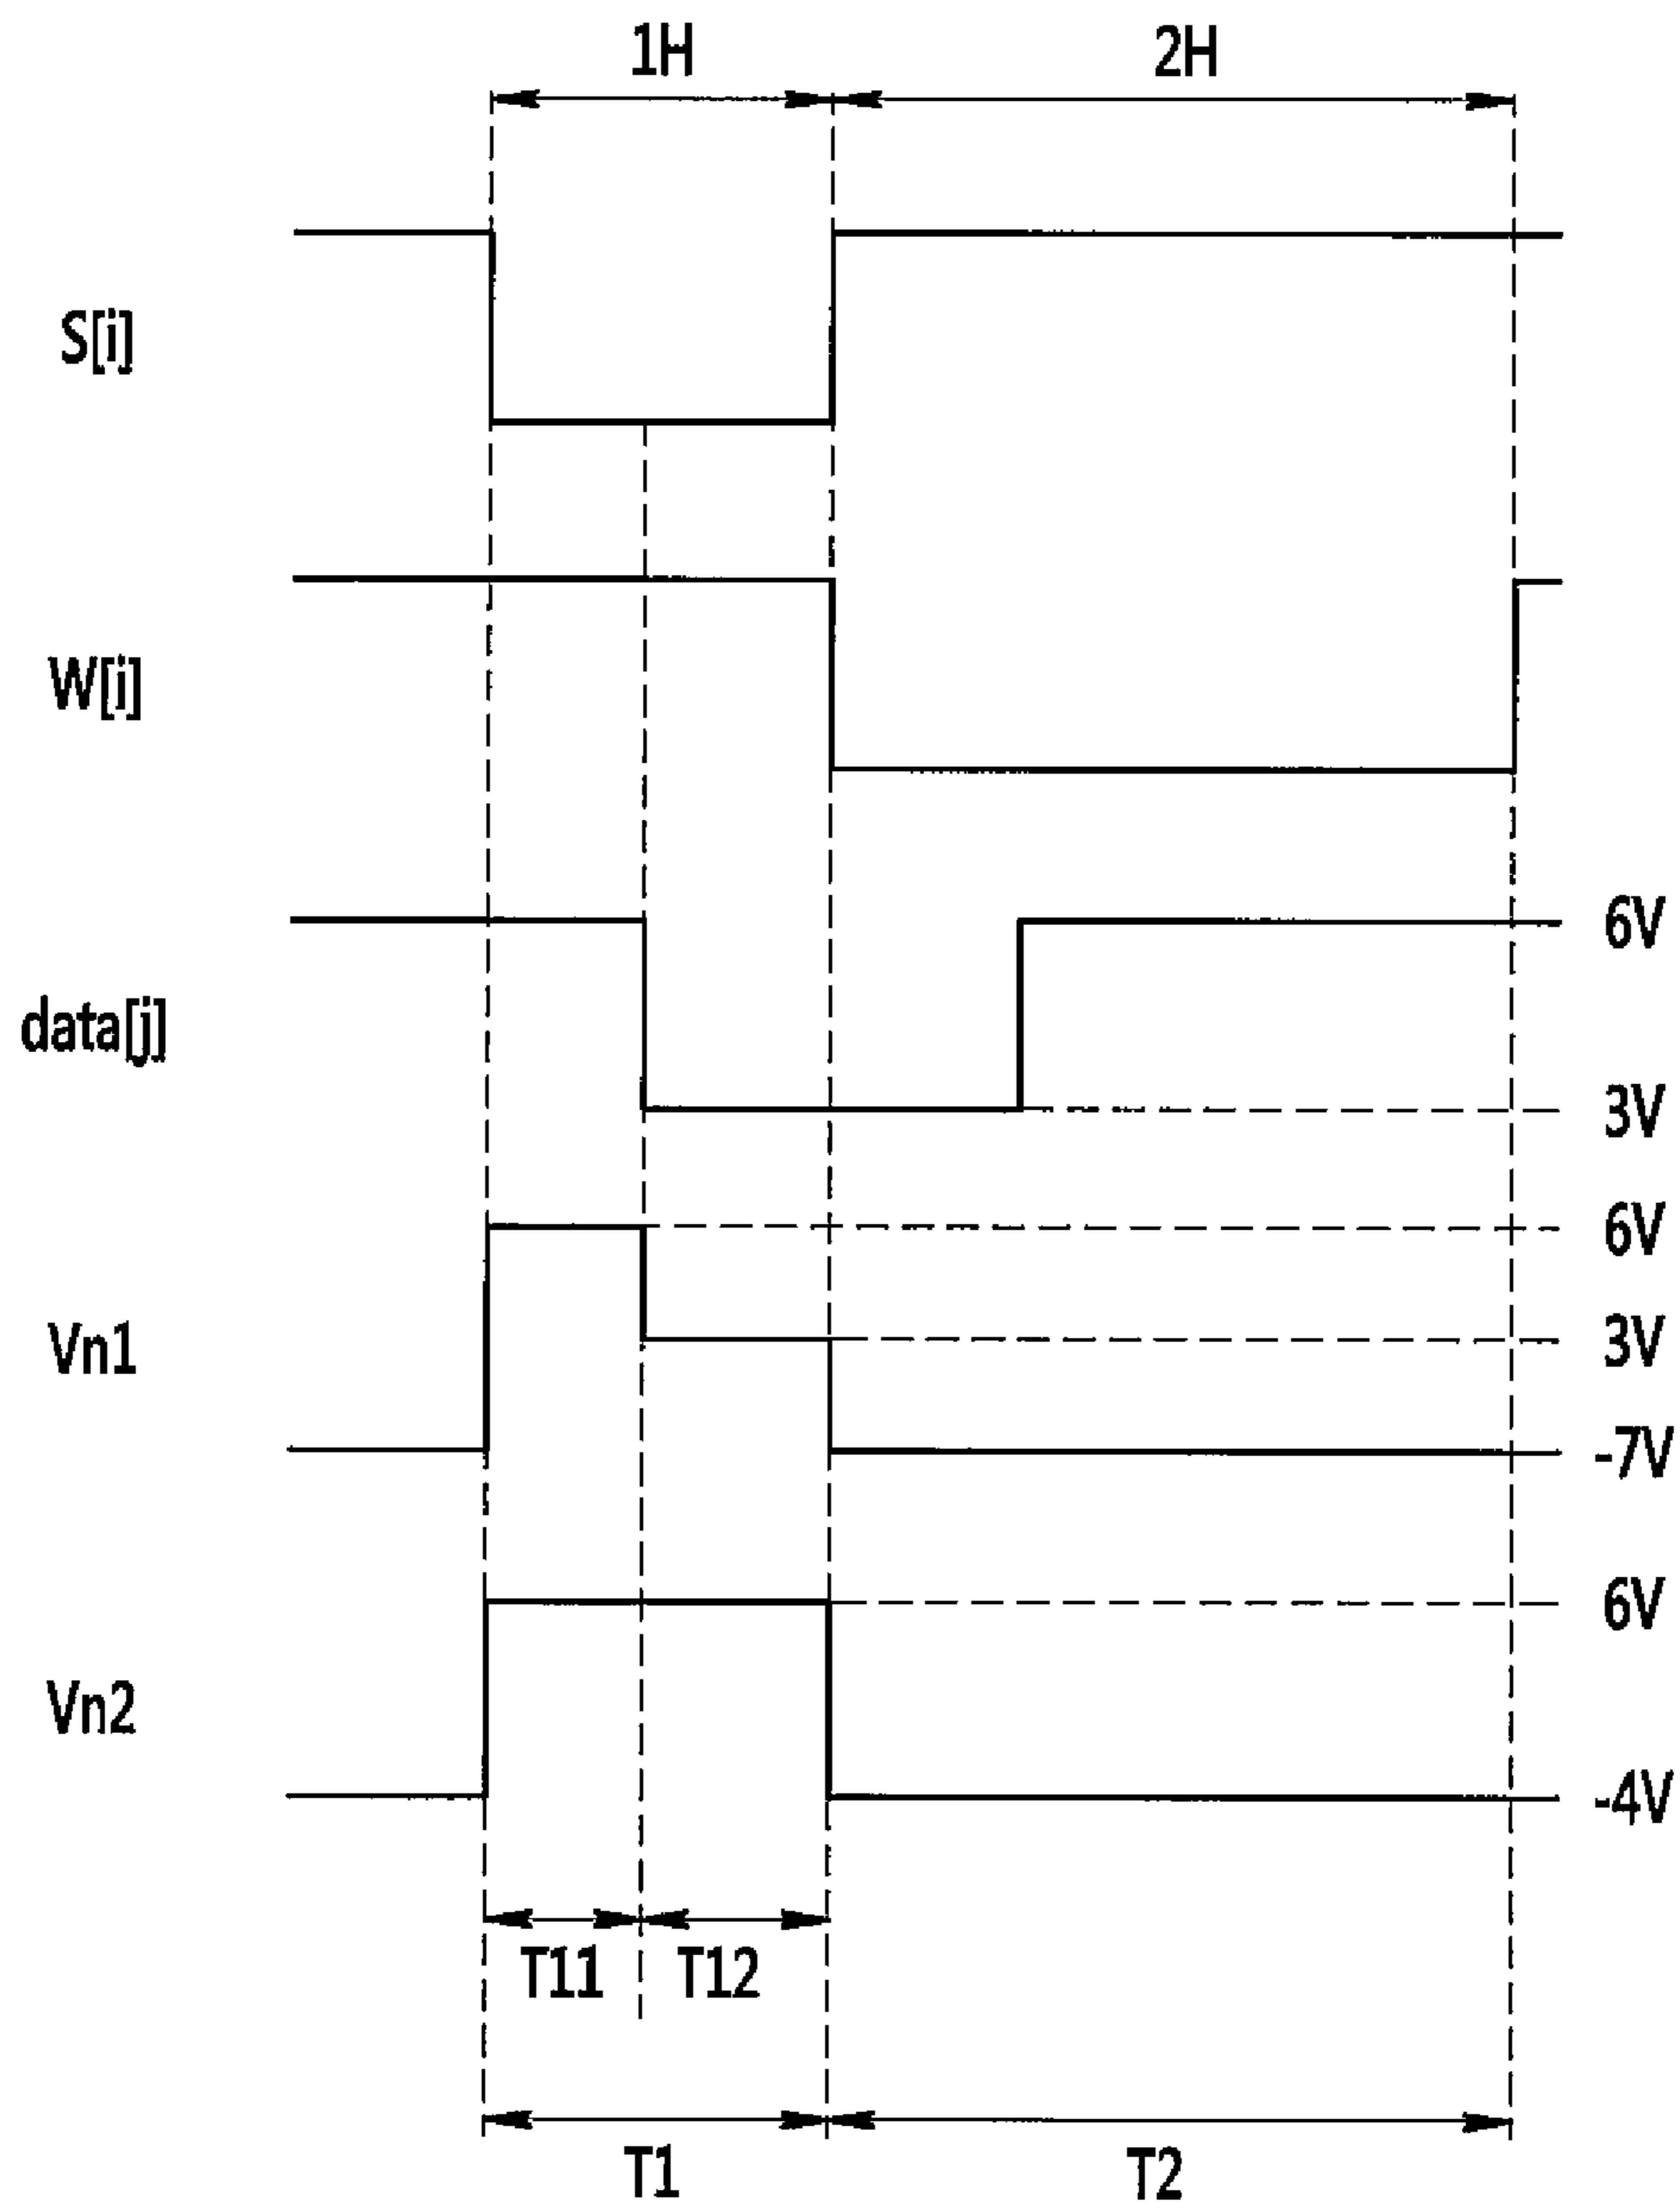 1H 2H
S[i]
W[i]
6V
data[j]
3V
6V
Vn1 3V
-7V
6V
Vn2
-4V
T11 T12
T1 T2